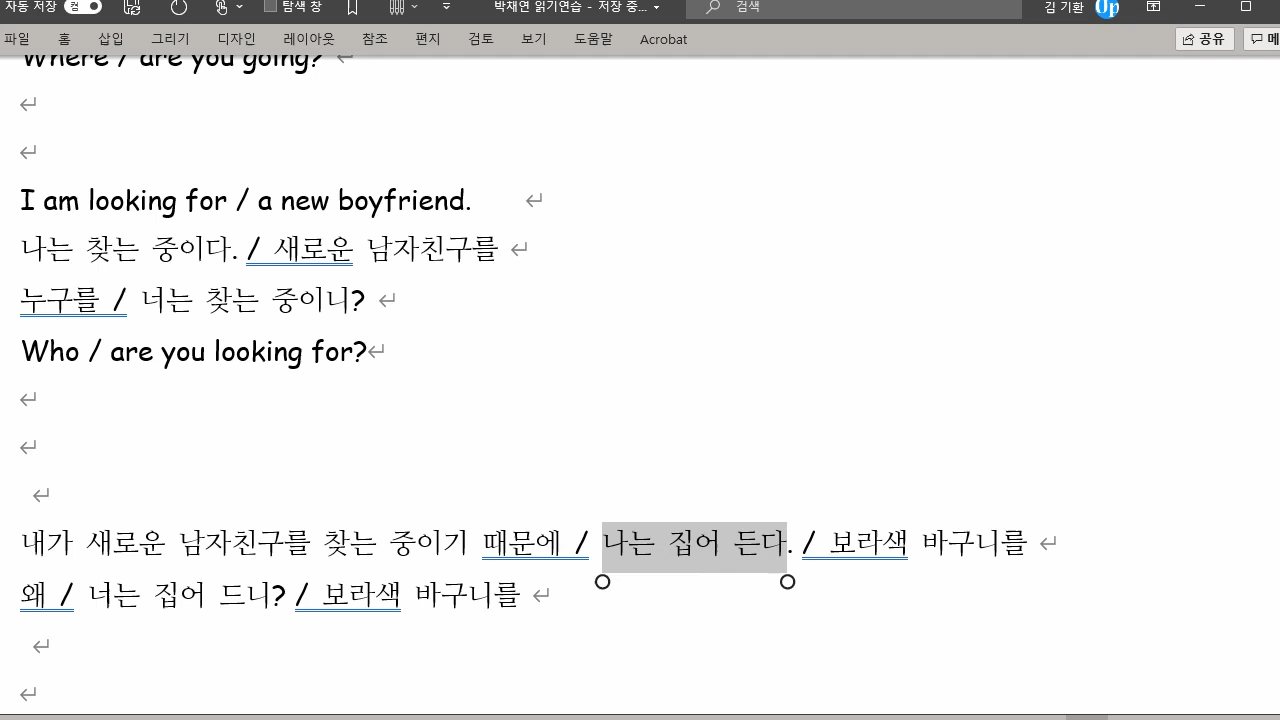 자동 저장 컴 탐색 창 박채연 읽기연습 - 저장 중... 검색 김 기환
파일 홈 삽입 그리기 디자인 레이아웃 참조 편지 검토 보기 도움말 Acrobat 공유 메
Where / are you going?
I am looking for / a new boyfriend.
나는 찾는 중이다. / 새로운 남자친구를
누구를 / 너는 찾는 중이니?
Who / are you looking for?
내가 새로운 남자친구를 찾는 중이기 때문에 / 나는 집어 든다. / 보라색 바구니를
왜 / 너는 집어 드니? / 보라색 바구니를